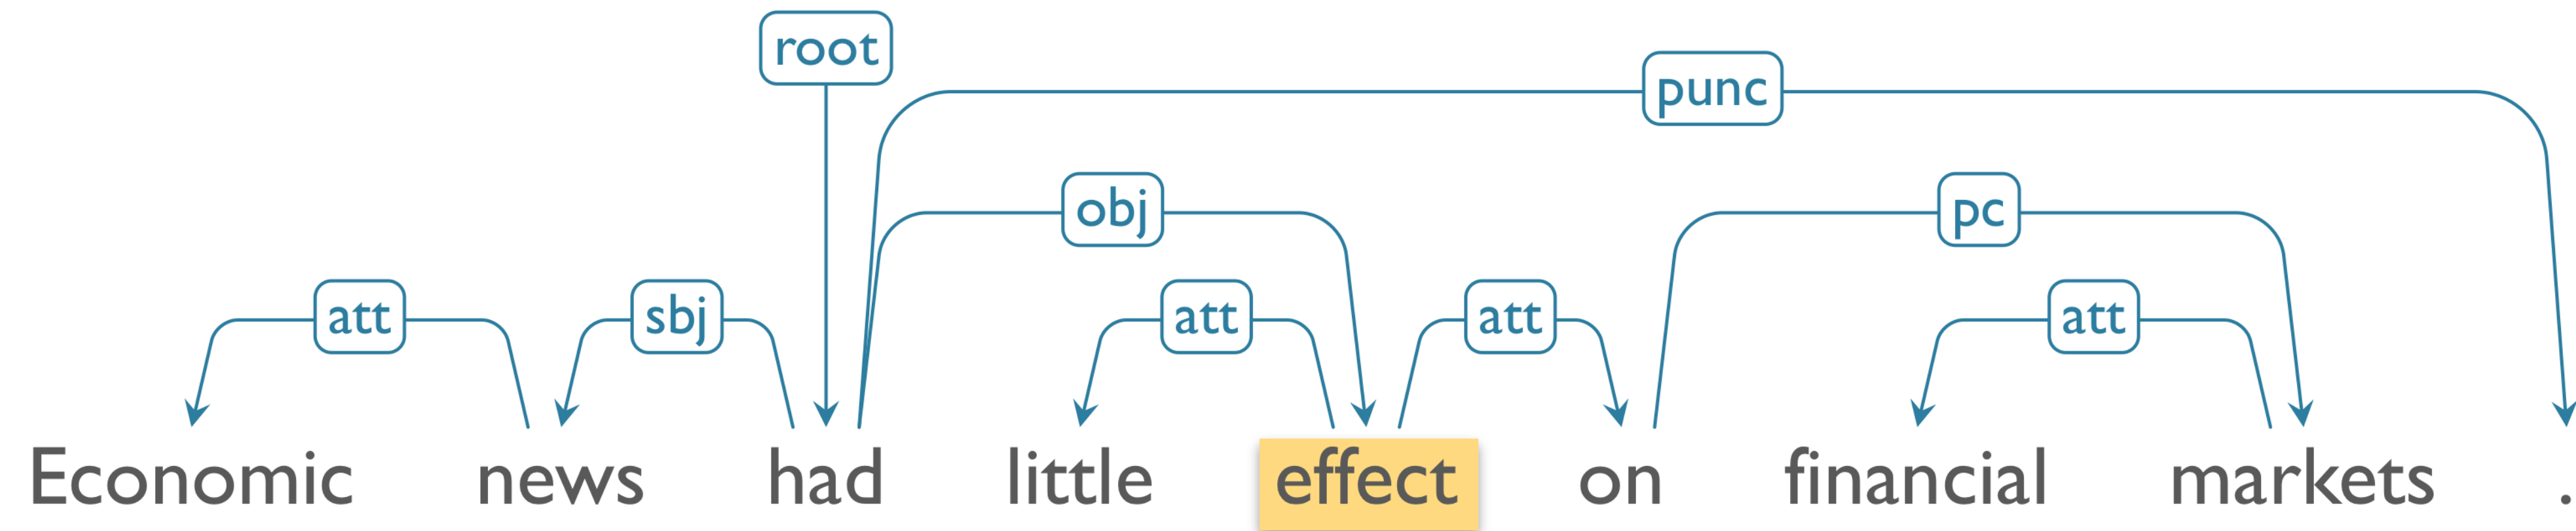 root
punc
obj pc
att sbj att att att
Economic news had little effect on financial markets .